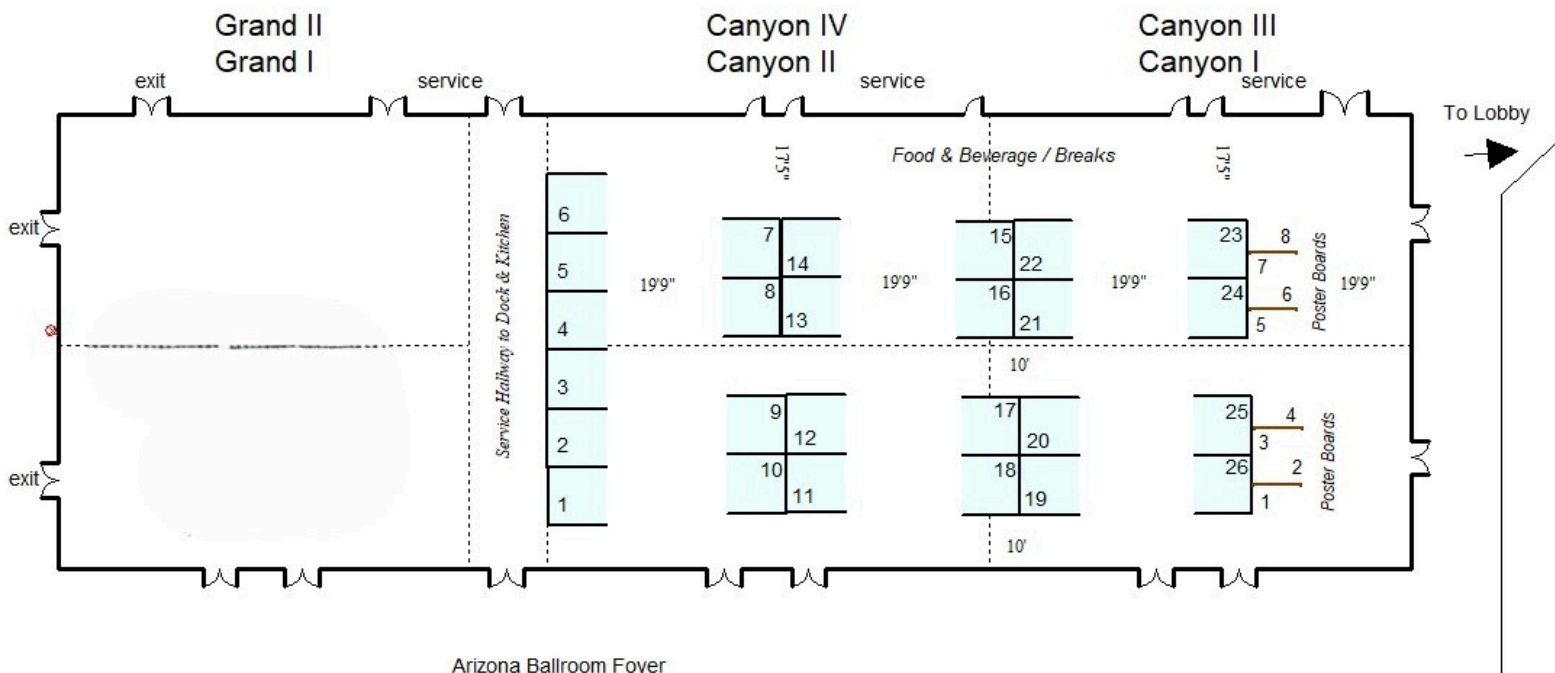 Grand II
Grand I
Canyon IV
Canyon II
Canyon III
Canyon I
exit
service
service
service
To Lobby
Food & Beverage / Breaks
17'5"
17'5"
exit
exit
Service Hallway to Dock & Kitchen
6
5
4
3
2
1
19'9"
7
14
8
13
19'9"
15
22
16
21
19'9"
23
24
8
7
6
5
Poster Boards
19'9"
10'
9
12
10
11
17
20
18
19
25
26
4
3
2
1
Poster Boards
10'
Arizona Ballroom Foyer